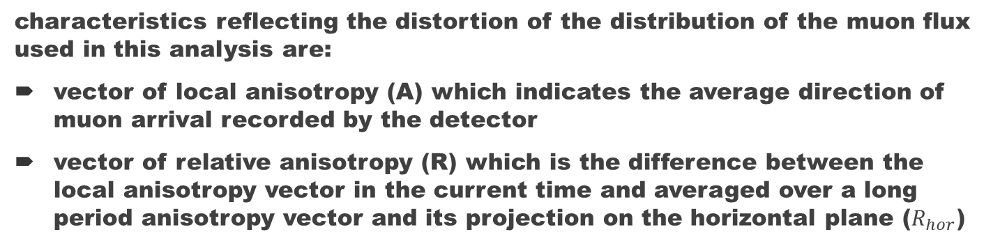 characteristics reflecting the distortion of the distribution of the muon flux
used in this analysis are:
vector of local anisotropy (A) which indicates the average direction of
muon arrival recorded by the detector
vector of relative anisotropy (R) which is the difference between the
local anisotropy vector in the current time and averaged over a long
period anisotropy vector and its projection on the horizontal plane (R_hor)